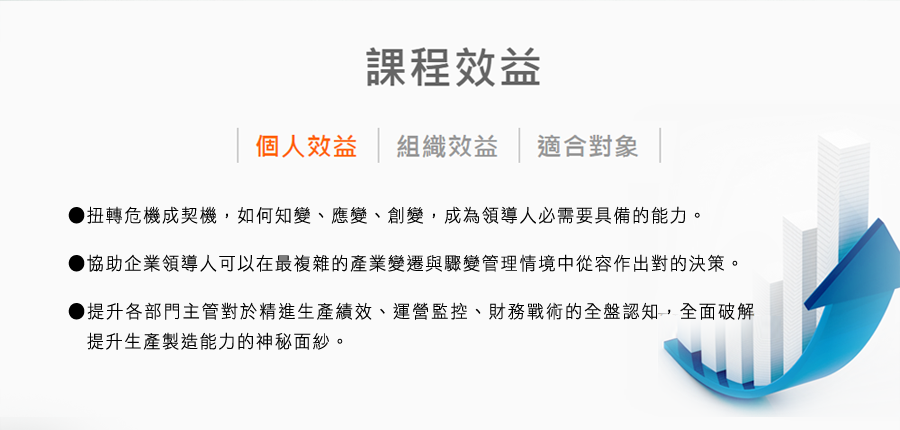 課程效益
個人效益 組織效益 適合對象
●扭轉危機成契機,如何知變、應變、創變,成為領導人必需要具備的能力。
●協助企業領導人可以在最複雜的產業變遷與驟變管理情境中從容作出對的決策。
●提升各部門主管對於精進生產績效、運營監控、財務戰術的全盤認知,全面破解
提升生產製造能力的神秘面紗。